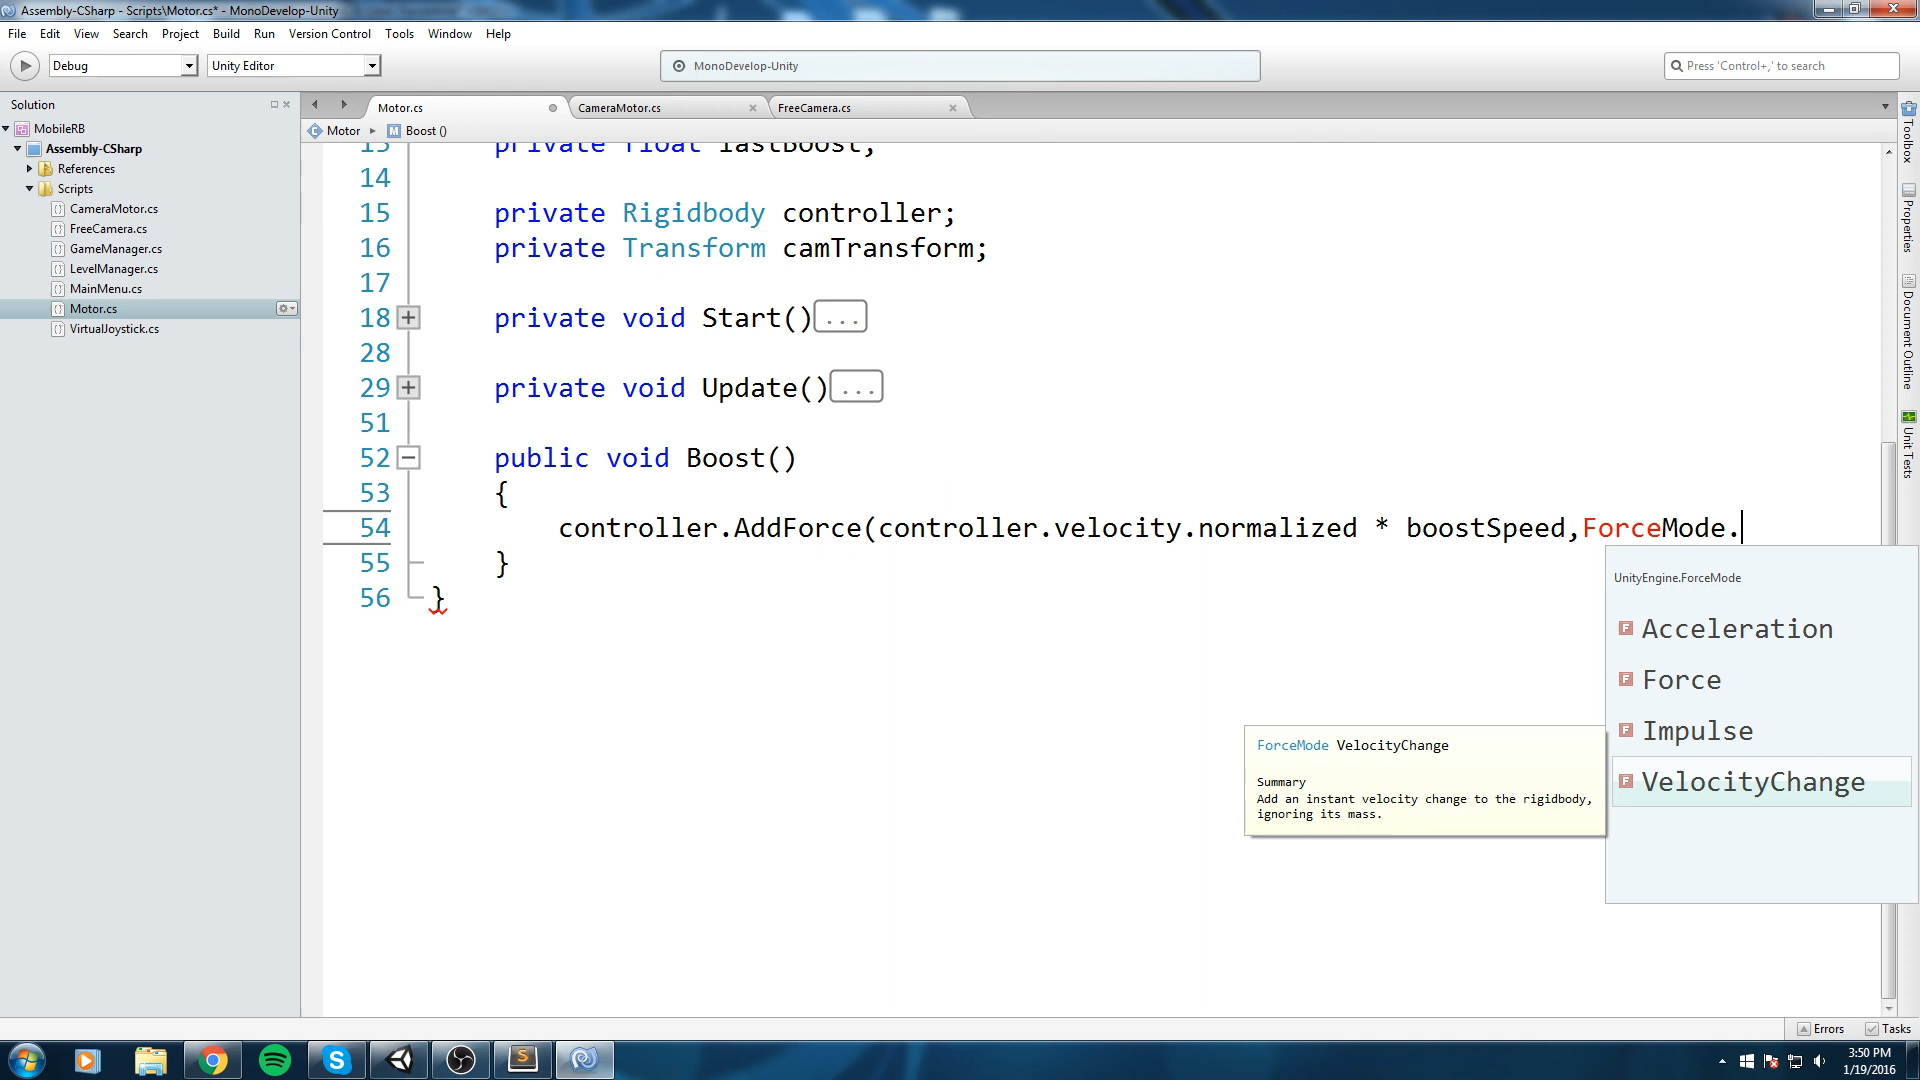 Assembly-CSharp - Scripts\Motor.cs* - MonoDevelop-Unity
File Edit View Search Project Build Run Version Control Tools Window Help
Debug Unity Editor MonoDevelop-Unity Press 'Control+,' to search
Solution
Motor.cs CameraMotor.cs FreeCamera.cs
Motor Boost ()
MobileRB
Assembly-CSharp
References
Scripts
CameraMotor.cs
FreeCamera.cs
GameManager.cs
LevelManager.cs
MainMenu.cs
Motor.cs
VirtualJoystick.cs
13 private float lastBoost;
14
15 private Rigidbody controller;
16 private Transform camTransform;
17
18 private void Start()...
28
29 private void Update()...
51
52 public void Boost()
53 {
54 controller.AddForce(controller.velocity.normalized * boostSpeed,ForceMode.
55 }
56 }
UnityEngine.ForceMode
Acceleration
Force
Impulse
VelocityChange
ForceMode VelocityChange
Summary
Add an instant velocity change to the rigidbody,
ignoring its mass.
Toolbox
Properties
Document Outline
Unit Tests
Errors Tasks
3:50 PM
1/19/2016